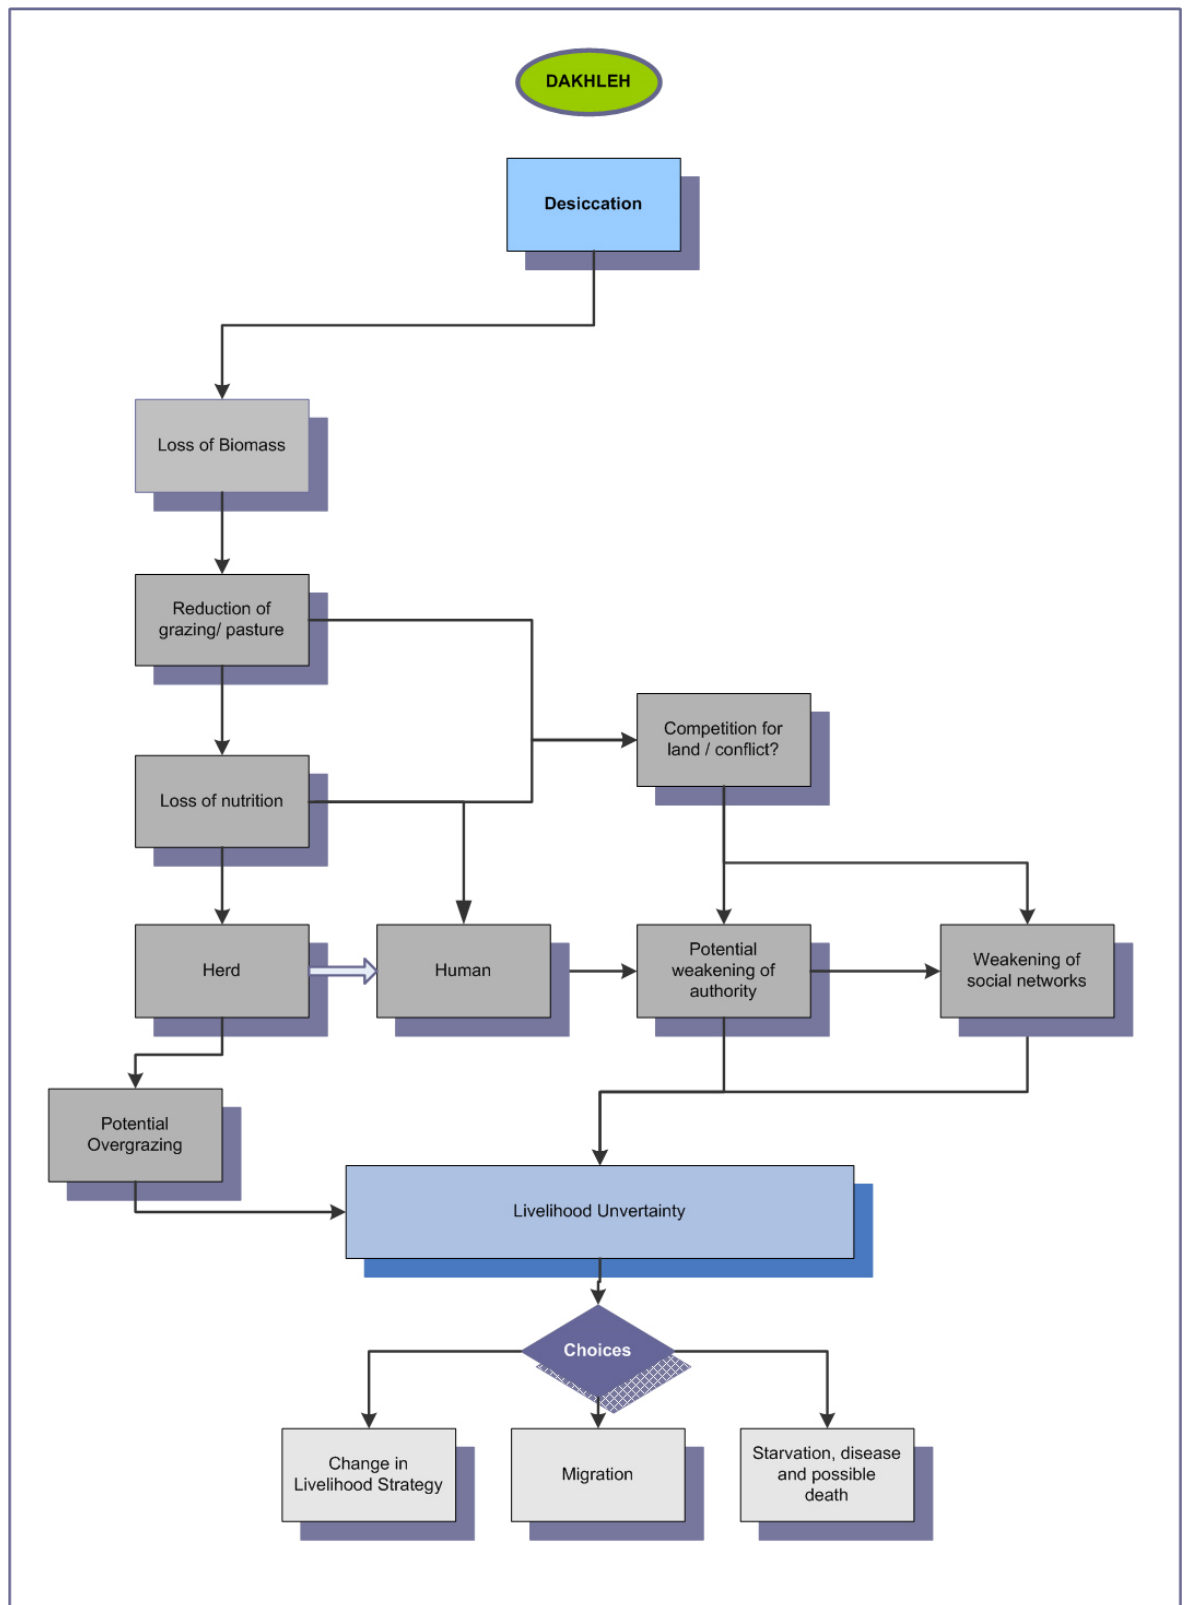 DAKHLEH
Desiccation
Loss of Biomass
Reduction of
grazing/ pasture
Competition for
land / conflict?
Loss of nutrition
Herd
Human
Potential
weakening of
authority
Weakening of
social networks
Potential
Overgrazing
Livelihood Unvertainty
Choices
Change in
Livelihood Strategy
Migration
Starvation, disease
and possible
death